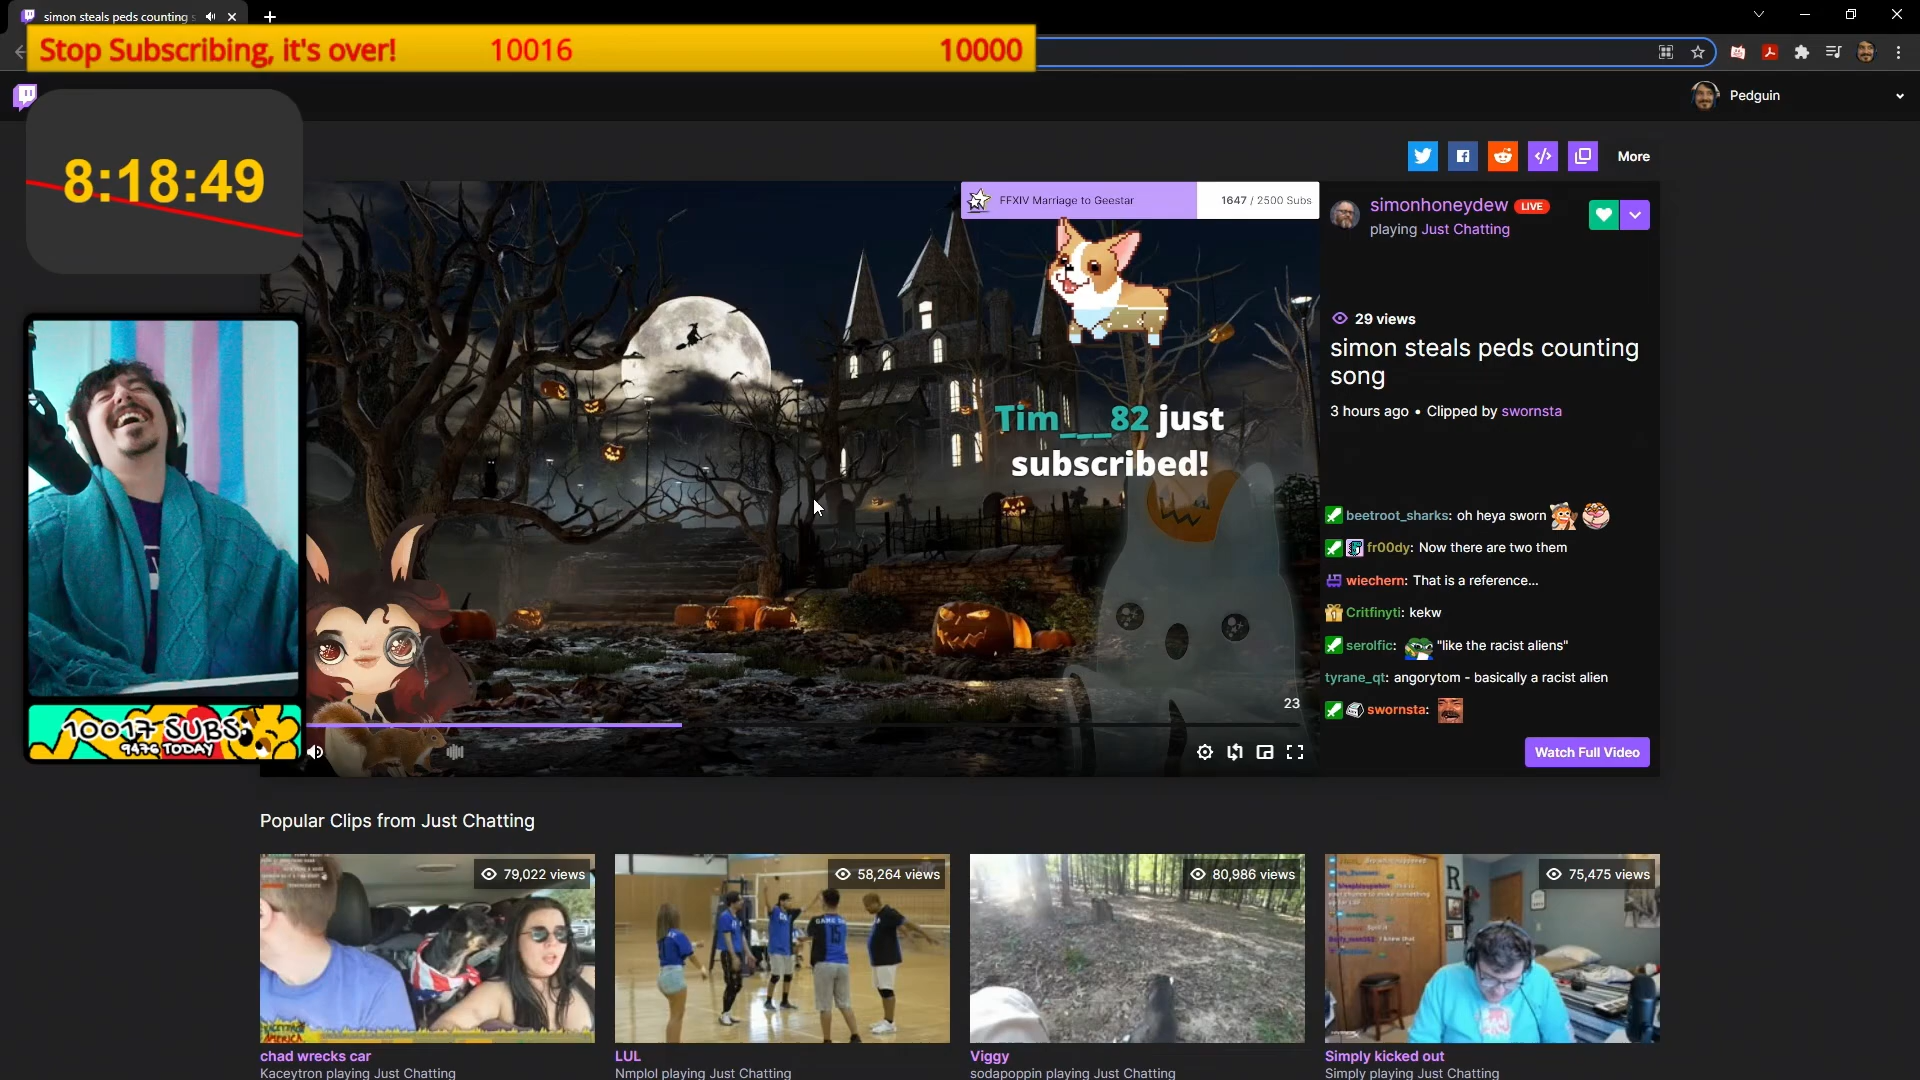 simon steals peds counting s
Stop Subscribing, it's over! 10016 10000
Pedguin
8:18:49
More
FFXIV Marriage to Geestar 1647 / 2500 Subs
simonhoneydew LIVE
playing Just Chatting
29 views
simon steals peds counting
song
3 hours ago • Clipped by swornsta
Tim___82 just
subscribed!
beetroot_sharks: oh heya sworn
fr00dy: Now there are two them
wiechern: That is a reference...
Critfinyti: kekw
serolfic: "like the racist aliens"
tyrane_qt: angorytom - basically a racist alien
swornsta:
23
10017 SUBS
9476 TODAY
Watch Full Video
Popular Clips from Just Chatting
79,022 views
58,264 views
80,986 views
75,475 views
GAME
15
R
chad wrecks car
Kaceytron playing Just Chatting
LUL
Nmplol playing Just Chatting
Viggy
sodapoppin playing Just Chatting
Simply kicked out
Simply playing Just Chatting